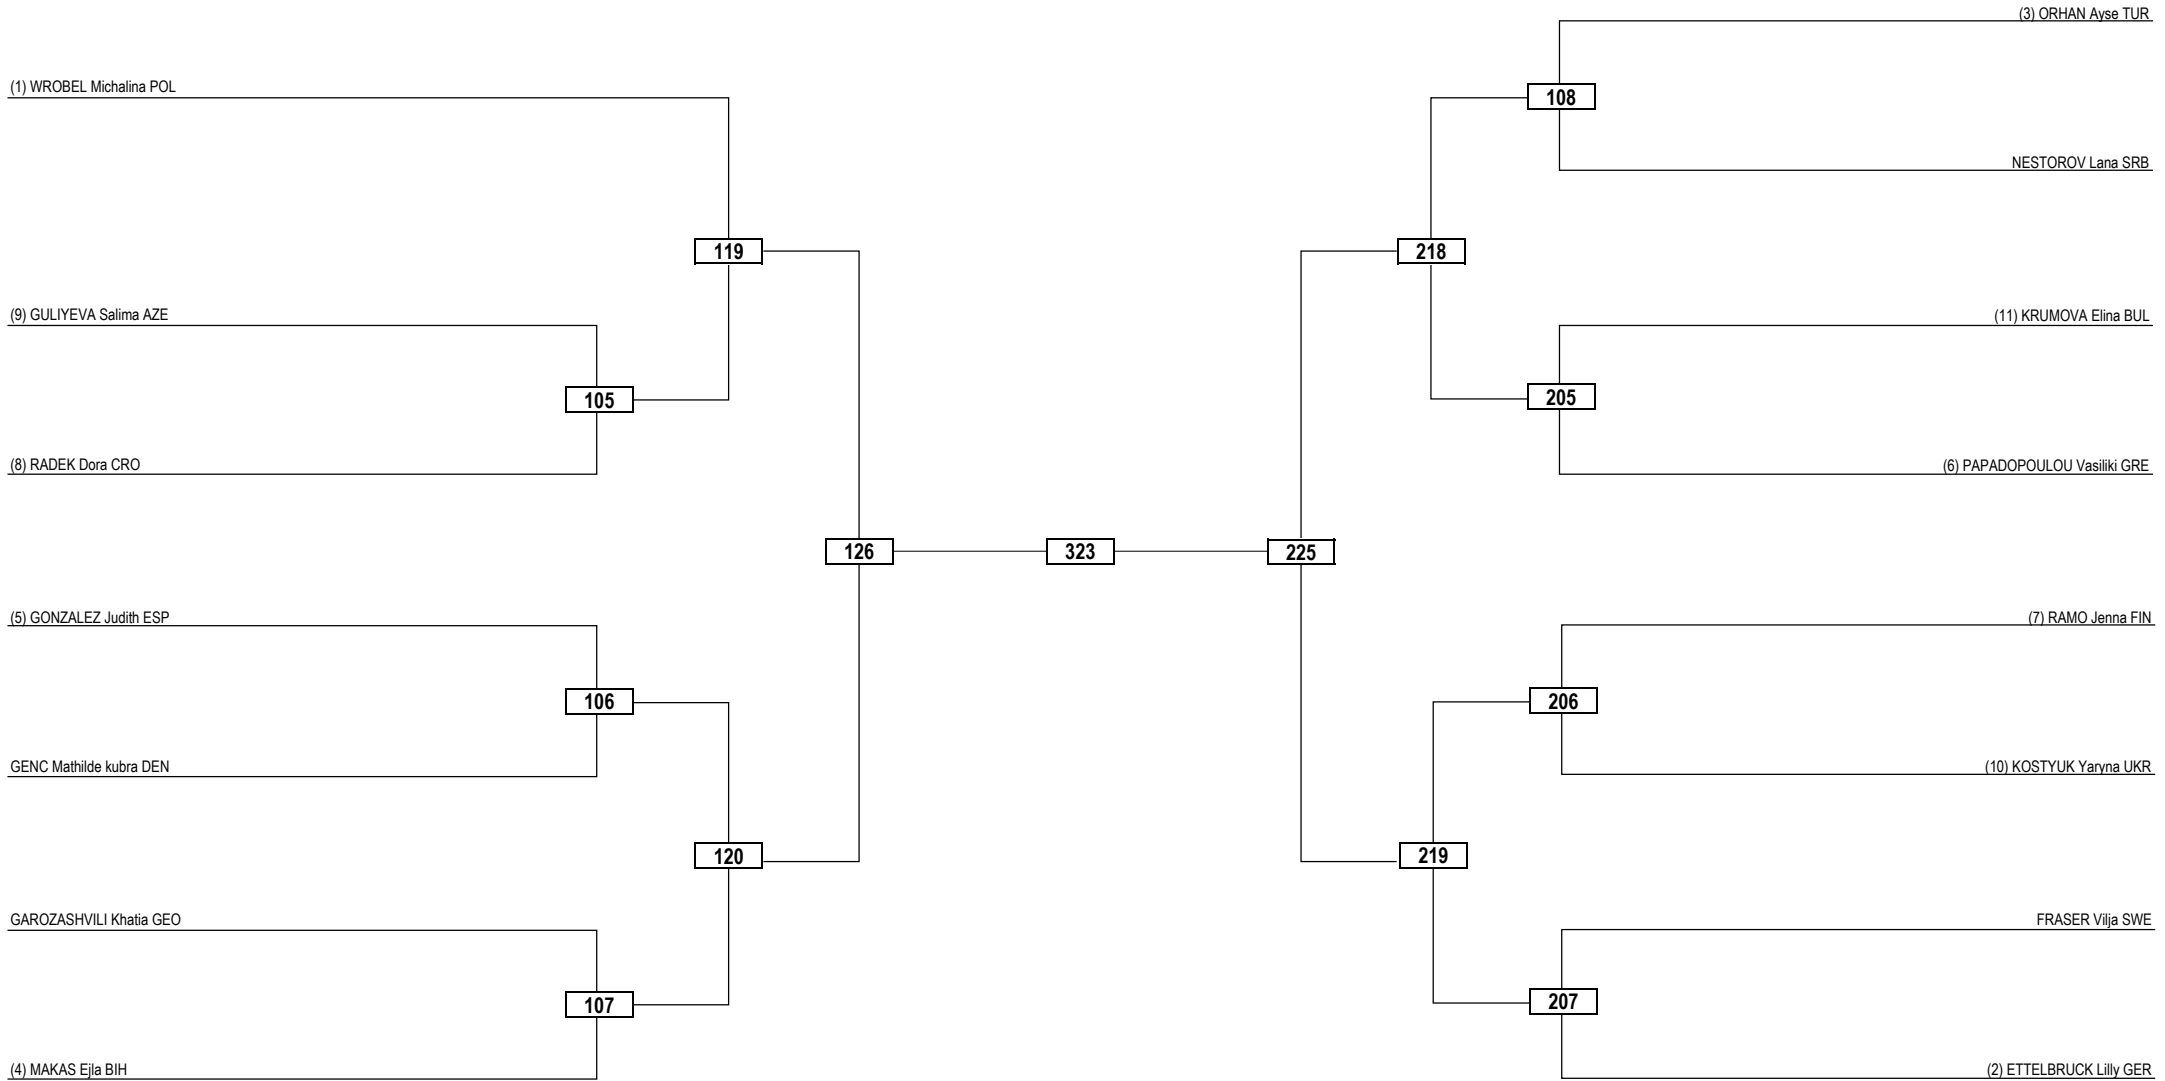 (3) ORHAN Ayse TUR
(1) WROBEL Michalina POL
108
NESTOROV Lana SRB
119
218
(9) GULIYEVA Salima AZE
(11) KRUMOVA Elina BUL
105
205
(8) RADEK Dora CRO
(6) PAPADOPOULOU Vasiliki GRE
126
323
225
(5) GONZALEZ Judith ESP
(7) RAMO Jenna FIN
106
206
GENC Mathilde kubra DEN
(10) KOSTYUK Yaryna UKR
120
219
GAROZASHVILI Khatia GEO
FRASER Vilja SWE
107
207
(4) MAKAS Ejla BIH
(2) ETTELBRUCK Lilly GER